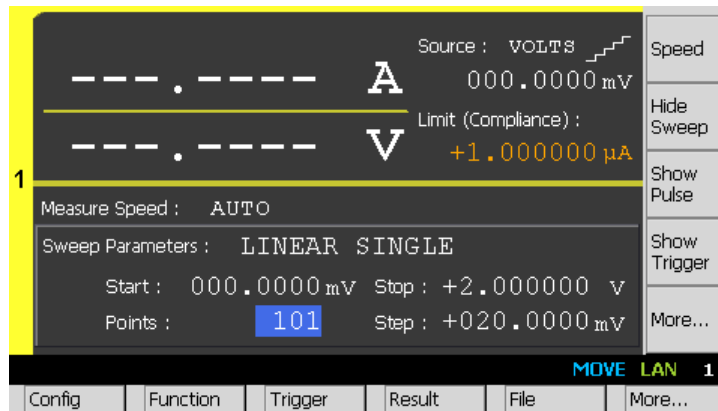 Source : VOLTS
---.---- A 000.0000 mV
Limit (Compliance) :
---.---- V +1.000000 µA
1
Measure Speed : AUTO
Sweep Parameters : LINEAR SINGLE
Start : 000.0000 mV Stop : +2.000000 V
Points : 101 Step : +020.0000 mV
Speed
Hide
Sweep
Show
Pulse
Show
Trigger
More...
MOVE LAN 1
Config Function Trigger Result File More...